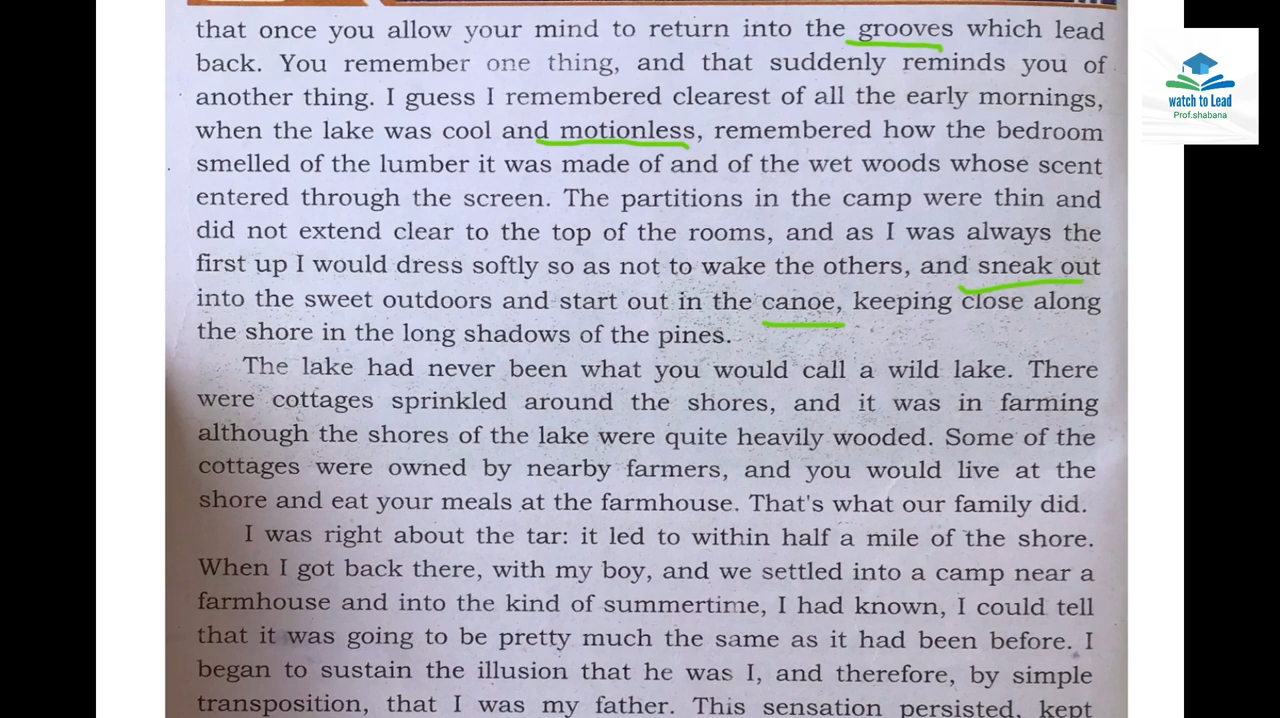 that once you allow your mind to return into the grooves which lead
back. You remember one thing, and that suddenly reminds you of
another thing. I guess I remembered clearest of all the early mornings,
when the lake was cool and motionless, remembered how the bedroom
smelled of the lumber it was made of and of the wet woods whose scent
entered through the screen. The partitions in the camp were thin and
did not extend clear to the top of the rooms, and as I was always the
first up I would dress softly so as not to wake the others, and sneak out
into the sweet outdoors and start out in the canoe, keeping close along
the shore in the long shadows of the pines.
The lake had never been what you would call a wild lake. There
were cottages sprinkled around the shores, and it was in farming
although the shores of the lake were quite heavily wooded. Some of the
cottages were owned by nearby farmers, and you would live at the
shore and eat your meals at the farmhouse. That's what our family did.
I was right about the tar: it led to within half a mile of the shore.
When I got back there, with my boy, and we settled into a camp near a
farmhouse and into the kind of summertime, I had known, I could tell
that it was going to be pretty much the same as it had been before. I
began to sustain the illusion that he was I, and therefore, by simple
transposition, that I was my father. This sensation persisted, kept
watch to Lead
Prof.shabana